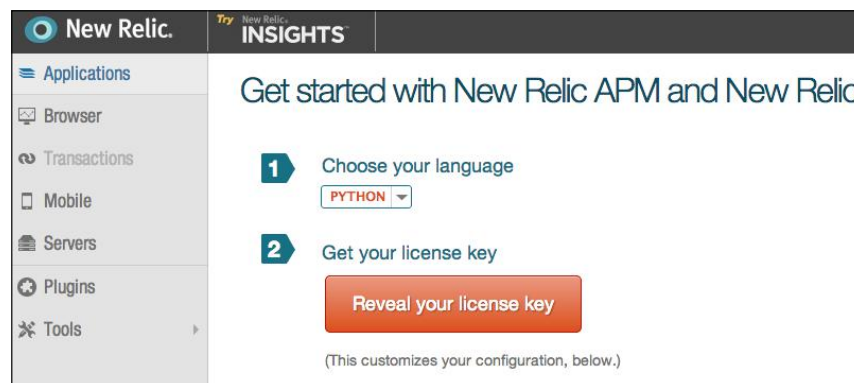 New Relic.
Try New Relic.
INSIGHTS
Applications
Browser
Transactions
Mobile
Servers
Plugins
Tools
Get started with New Relic APM and New Relic
1 Choose your language
PYTHON
2 Get your license key
Reveal your license key
(This customizes your configuration, below.)